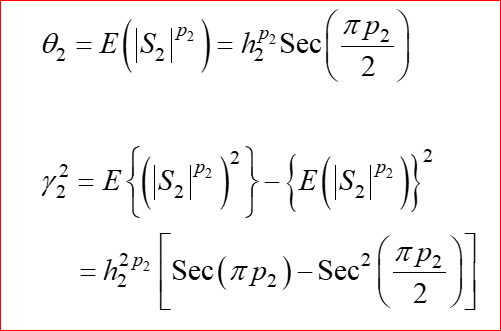 θ₂ = E(|S₂|^{p₂}) = h₂^{p₂} Sec(πp₂/2)
γ₂² = E{(|S₂|^{p₂})²} − {E(|S₂|^{p₂})}²
= h₂^{2p₂} [Sec(πp₂) − Sec²(πp₂/2)]